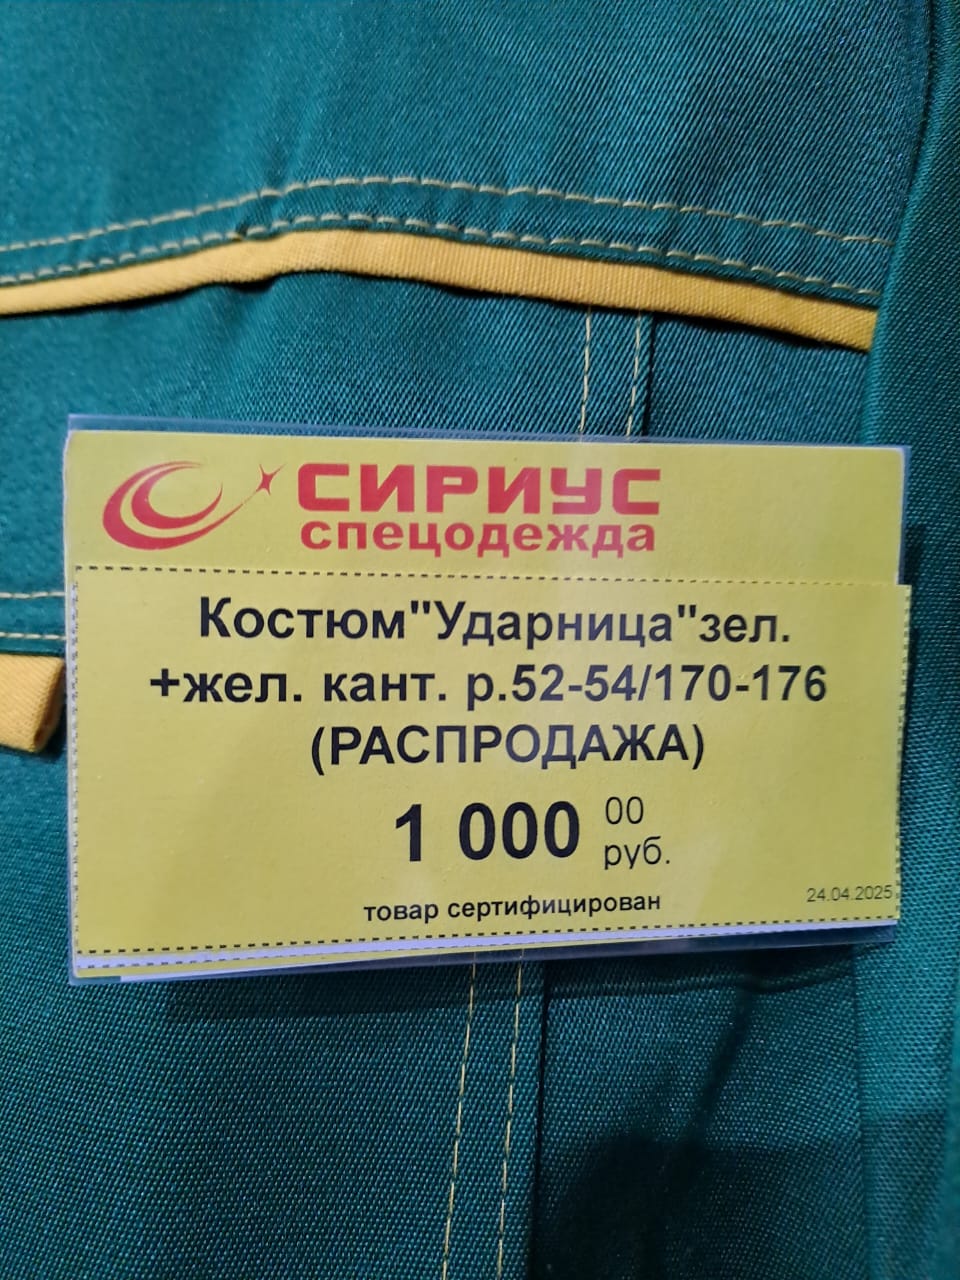 СИРИУС
спецодежда
Костюм"Ударница"зел.
+жел. кант. р.52-54/170-176
(РАСПРОДАЖА)
1 000 00
руб.
товар сертифицирован
24.04.2025